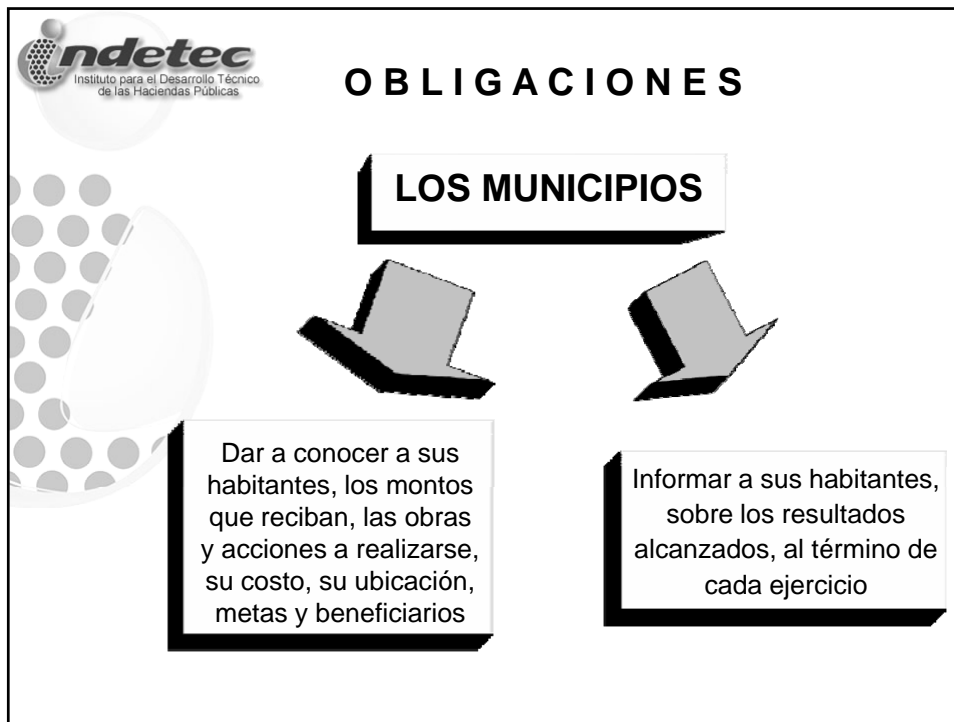 indetec
Instituto para el Desarrollo Técnico
de las Haciendas Públicas
OBLIGACIONES
LOS MUNICIPIOS
Dar a conocer a sus
habitantes, los montos
que reciban, las obras
y acciones a realizarse,
su costo, su ubicación,
metas y beneficiarios
Informar a sus habitantes,
sobre los resultados
alcanzados, al término de
cada ejercicio